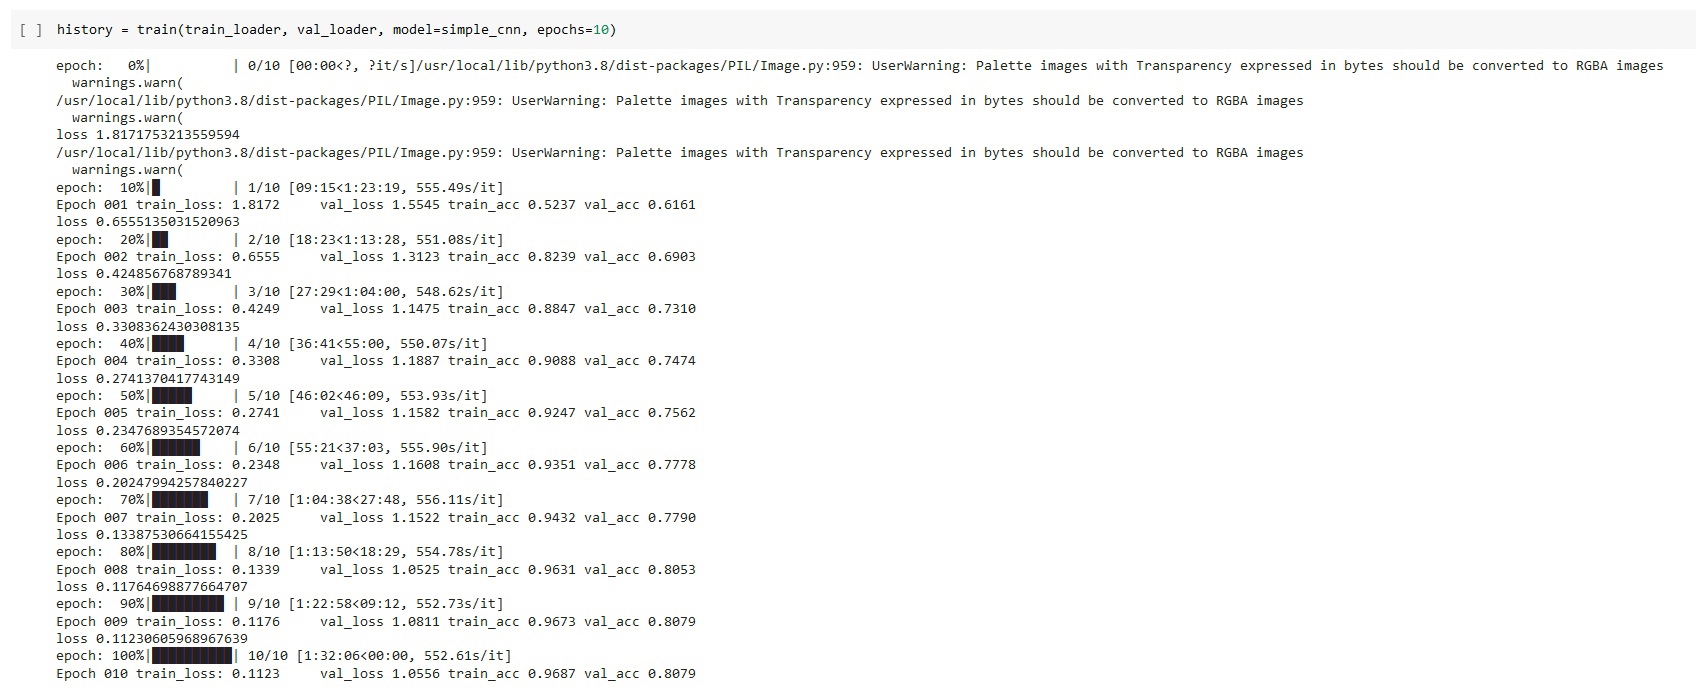 [ ] history = train(train_loader, val_loader, model=simple_cnn, epochs=10)
epoch:   0%|          | 0/10 [00:00<?, ?it/s]/usr/local/lib/python3.8/dist-packages/PIL/Image.py:959: UserWarning: Palette images with Transparency expressed in bytes should be converted to RGBA images
  warnings.warn(
/usr/local/lib/python3.8/dist-packages/PIL/Image.py:959: UserWarning: Palette images with Transparency expressed in bytes should be converted to RGBA images
  warnings.warn(
loss 1.8171753213559594
/usr/local/lib/python3.8/dist-packages/PIL/Image.py:959: UserWarning: Palette images with Transparency expressed in bytes should be converted to RGBA images
  warnings.warn(
epoch:  10%|█         | 1/10 [09:15<1:23:19, 555.49s/it]
Epoch 001 train_loss: 1.8172     val_loss 1.5545 train_acc 0.5237 val_acc 0.6161
loss 0.6555135031520963
epoch:  20%|██        | 2/10 [18:23<1:13:28, 551.08s/it]
Epoch 002 train_loss: 0.6555     val_loss 1.3123 train_acc 0.8239 val_acc 0.6903
loss 0.424856768789341
epoch:  30%|███       | 3/10 [27:29<1:04:00, 548.62s/it]
Epoch 003 train_loss: 0.4249     val_loss 1.1475 train_acc 0.8847 val_acc 0.7310
loss 0.3308362430308135
epoch:  40%|████      | 4/10 [36:41<55:00, 550.07s/it]
Epoch 004 train_loss: 0.3308     val_loss 1.1887 train_acc 0.9088 val_acc 0.7474
loss 0.2741370417743149
epoch:  50%|█████     | 5/10 [46:02<46:09, 553.93s/it]
Epoch 005 train_loss: 0.2741     val_loss 1.1582 train_acc 0.9247 val_acc 0.7562
loss 0.2347689354572074
epoch:  60%|██████    | 6/10 [55:21<37:03, 555.90s/it]
Epoch 006 train_loss: 0.2348     val_loss 1.1608 train_acc 0.9351 val_acc 0.7778
loss 0.20247994257840227
epoch:  70%|███████   | 7/10 [1:04:38<27:48, 556.11s/it]
Epoch 007 train_loss: 0.2025     val_loss 1.1522 train_acc 0.9432 val_acc 0.7790
loss 0.13387530664155425
epoch:  80%|████████  | 8/10 [1:13:50<18:29, 554.78s/it]
Epoch 008 train_loss: 0.1339     val_loss 1.0525 train_acc 0.9631 val_acc 0.8053
loss 0.11764698877664707
epoch:  90%|█████████ | 9/10 [1:22:58<09:12, 552.73s/it]
Epoch 009 train_loss: 0.1176     val_loss 1.0811 train_acc 0.9673 val_acc 0.8079
loss 0.11230605968967639
epoch: 100%|██████████| 10/10 [1:32:06<00:00, 552.61s/it]
Epoch 010 train_loss: 0.1123     val_loss 1.0556 train_acc 0.9687 val_acc 0.8079